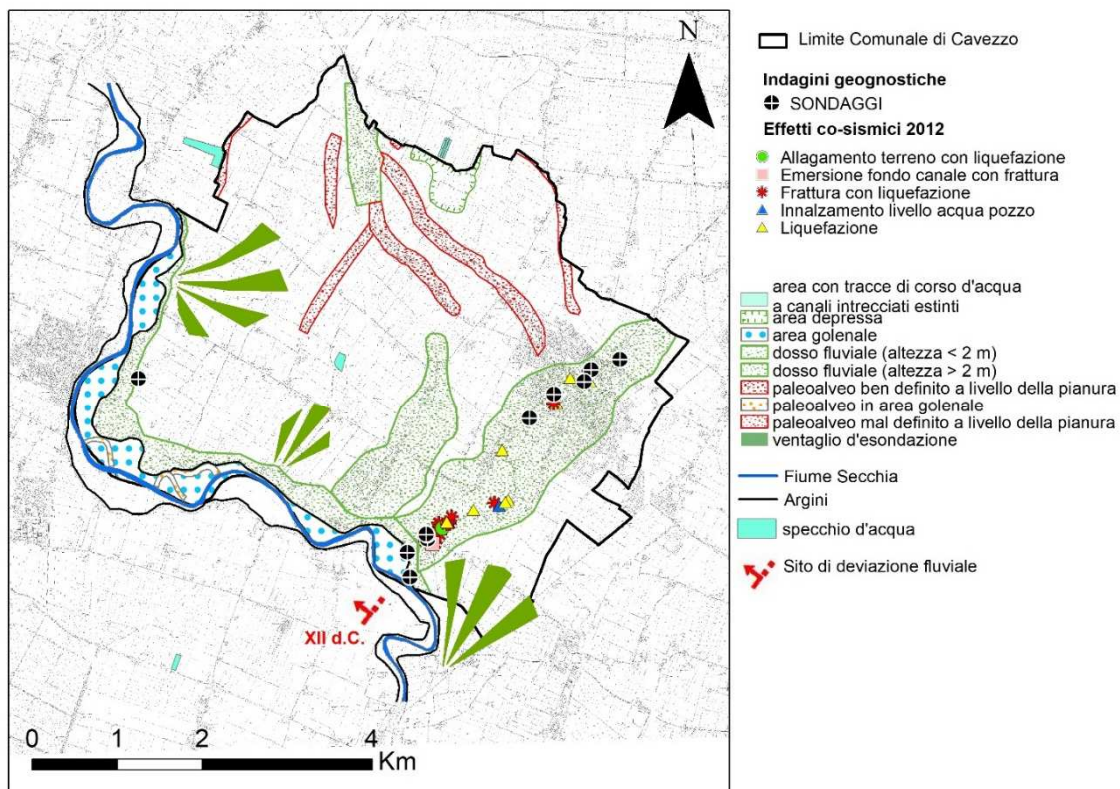 N
XII d.C.
0 1 2 4
Km
Limite Comunale di Cavezzo
Indagini geognostiche
SONDAGGI
Effetti co-sismici 2012
Allagamento terreno con liquefazione
Emersione fondo canale con frattura
Frattura con liquefazione
Innalzamento livello acqua pozzo
Liquefazione
area con tracce di corso d'acqua
a canali intrecciati estinti
area depressa
area golenale
dosso fluviale (altezza < 2 m)
dosso fluviale (altezza > 2 m)
paleoalveo ben definito a livello della pianura
paleoalveo in area golenale
paleoalveo mal definito a livello della pianura
ventaglio d'esondazione
Fiume Secchia
Argini
specchio d'acqua
Sito di deviazione fluviale